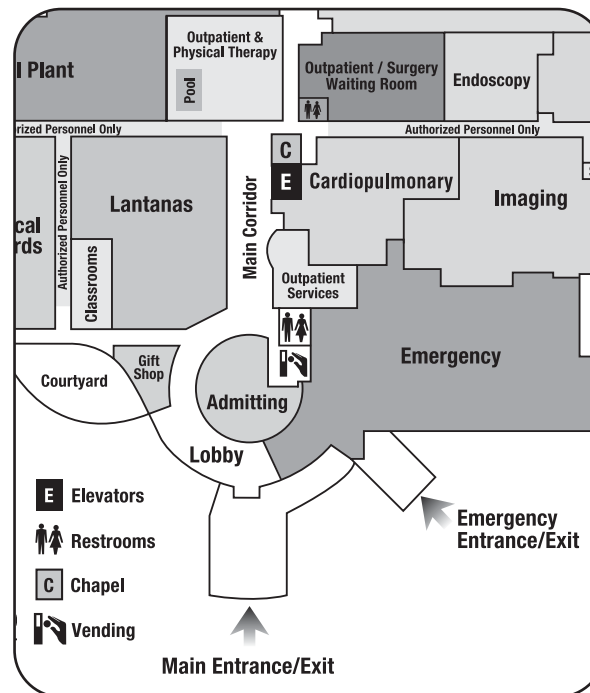 Outpatient &
Physical Therapy
Pool
l Plant
Outpatient / Surgery
Waiting Room
Endoscopy
orized Personnel Only
Authorized Personnel Only
Authorized Personnel Only
C
E
Cardiopulmonary
Imaging
Lantanas
cal
rds
Classrooms
Main Corridor
Outpatient
Services
Emergency
Gift
Shop
Courtyard
Admitting
Lobby
E Elevators
Restrooms
C Chapel
Vending
Emergency
Entrance/Exit
Main Entrance/Exit